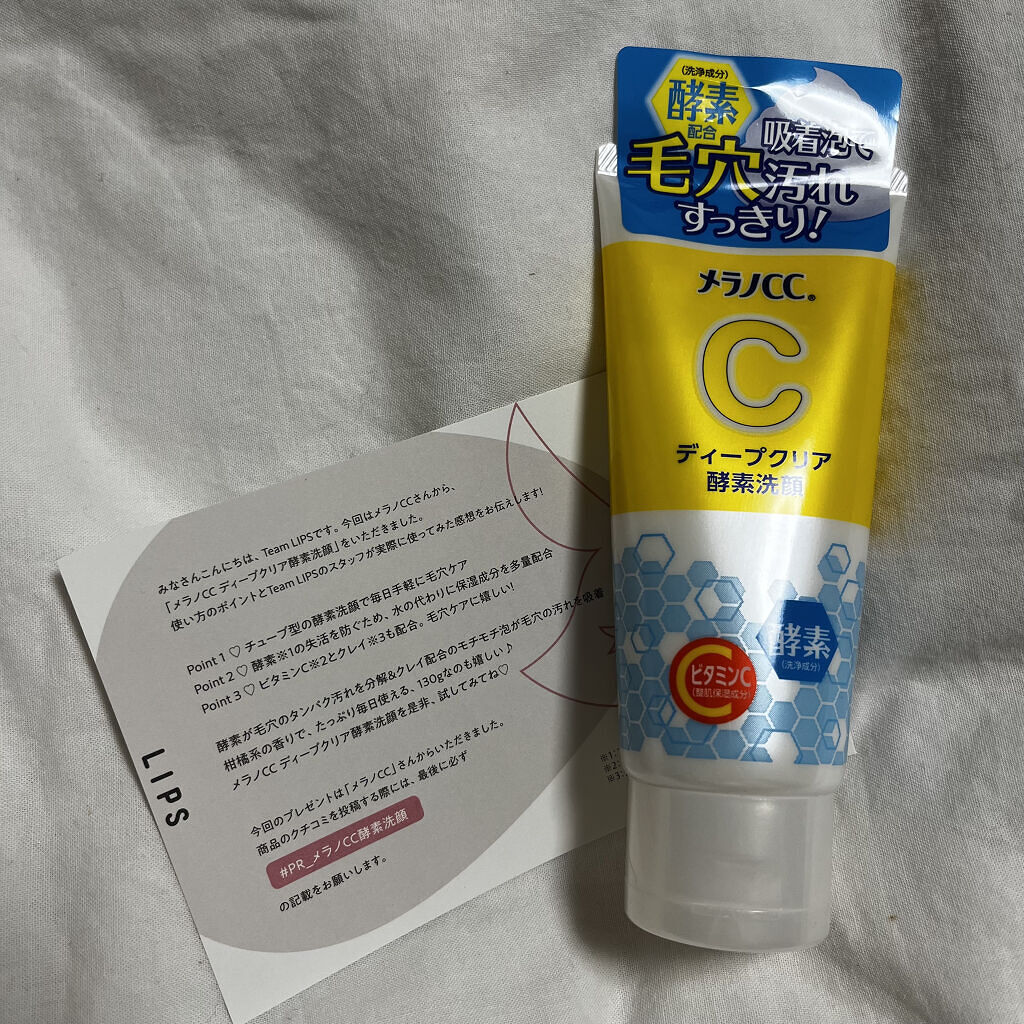 (洗浄成分)
酵素
配合
吸着泡で
毛穴汚れ
すっきり!
メラノCC®
C
ディープクリア
酵素洗顔
酵素
(洗浄成分)
C
ビタミンC
(整肌保湿成分)
みなさんこんにちは、Team LIPSです。今回はメラノCCさんから、
「メラノCC ディープクリア酵素洗顔」をいただきました。
使い方のポイントとTeam LIPSのスタッフが実際に使ってみた感想をお伝えします!
Point 1 ♡ チューブ型の酵素洗顔で毎日手軽に毛穴ケア
Point 2 ♡ 酵素※1の失活を防ぐため、水の代わりに保湿成分を多量配合
Point 3 ♡ ビタミンC※2とクレイ※3も配合。毛穴ケアに嬉しい!
酵素が毛穴のタンパク汚れを分解&クレイ配合のモチモチ泡が毛穴の汚れを吸着
柑橘系の香りで、たっぷり毎日使える、130gなのも嬉しい♪
メラノCC ディープクリア酵素洗顔を是非、試してみてね♡
※1:
※2:
※3:
今回のプレゼントは「メラノCC」さんからいただきました。
商品のクチコミを投稿する際には、最後に必ず
#PR_メラノCC酵素洗顔
の記載をお願いします。
LIPS